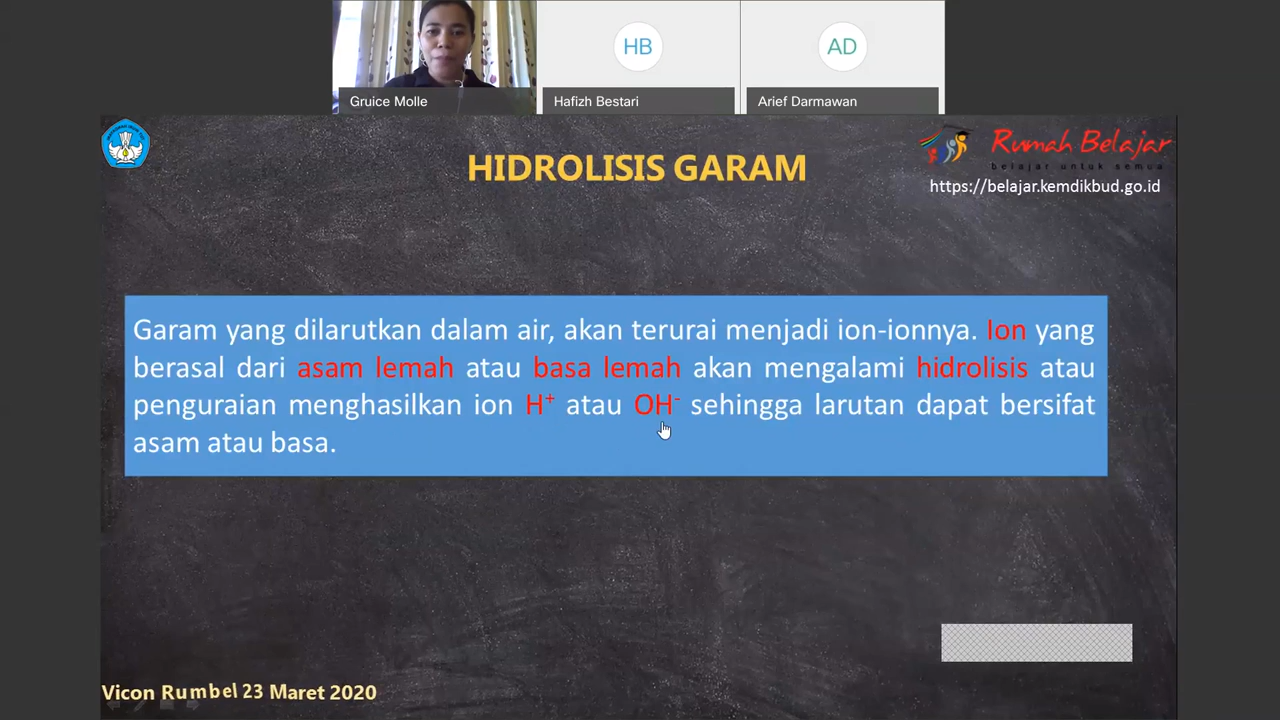 HB
AD
Gruice Molle
Hafizh Bestari
Arief Darmawan
Rumah Belajar
belajar untuk semua
https://belajar.kemdikbud.go.id
HIDROLISIS GARAM
Garam yang dilarutkan dalam air, akan terurai menjadi ion-ionnya. Ion yang
berasal dari asam lemah atau basa lemah akan mengalami hidrolisis atau
penguraian menghasilkan ion H⁺ atau OH⁻ sehingga larutan dapat bersifat
asam atau basa.
Vicon Rumbel 23 Maret 2020